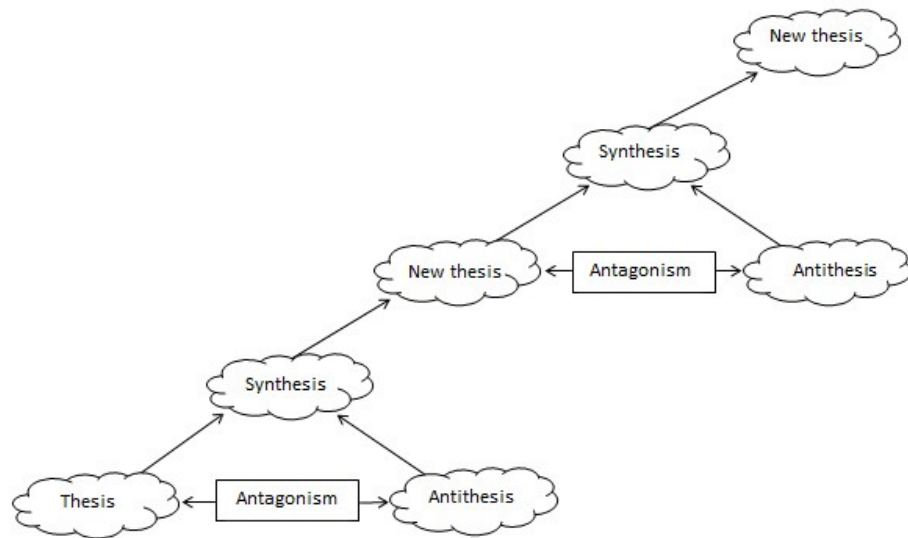 New thesis
Synthesis
New thesis
Antagonism
Antithesis
Synthesis
Thesis
Antagonism
Antithesis